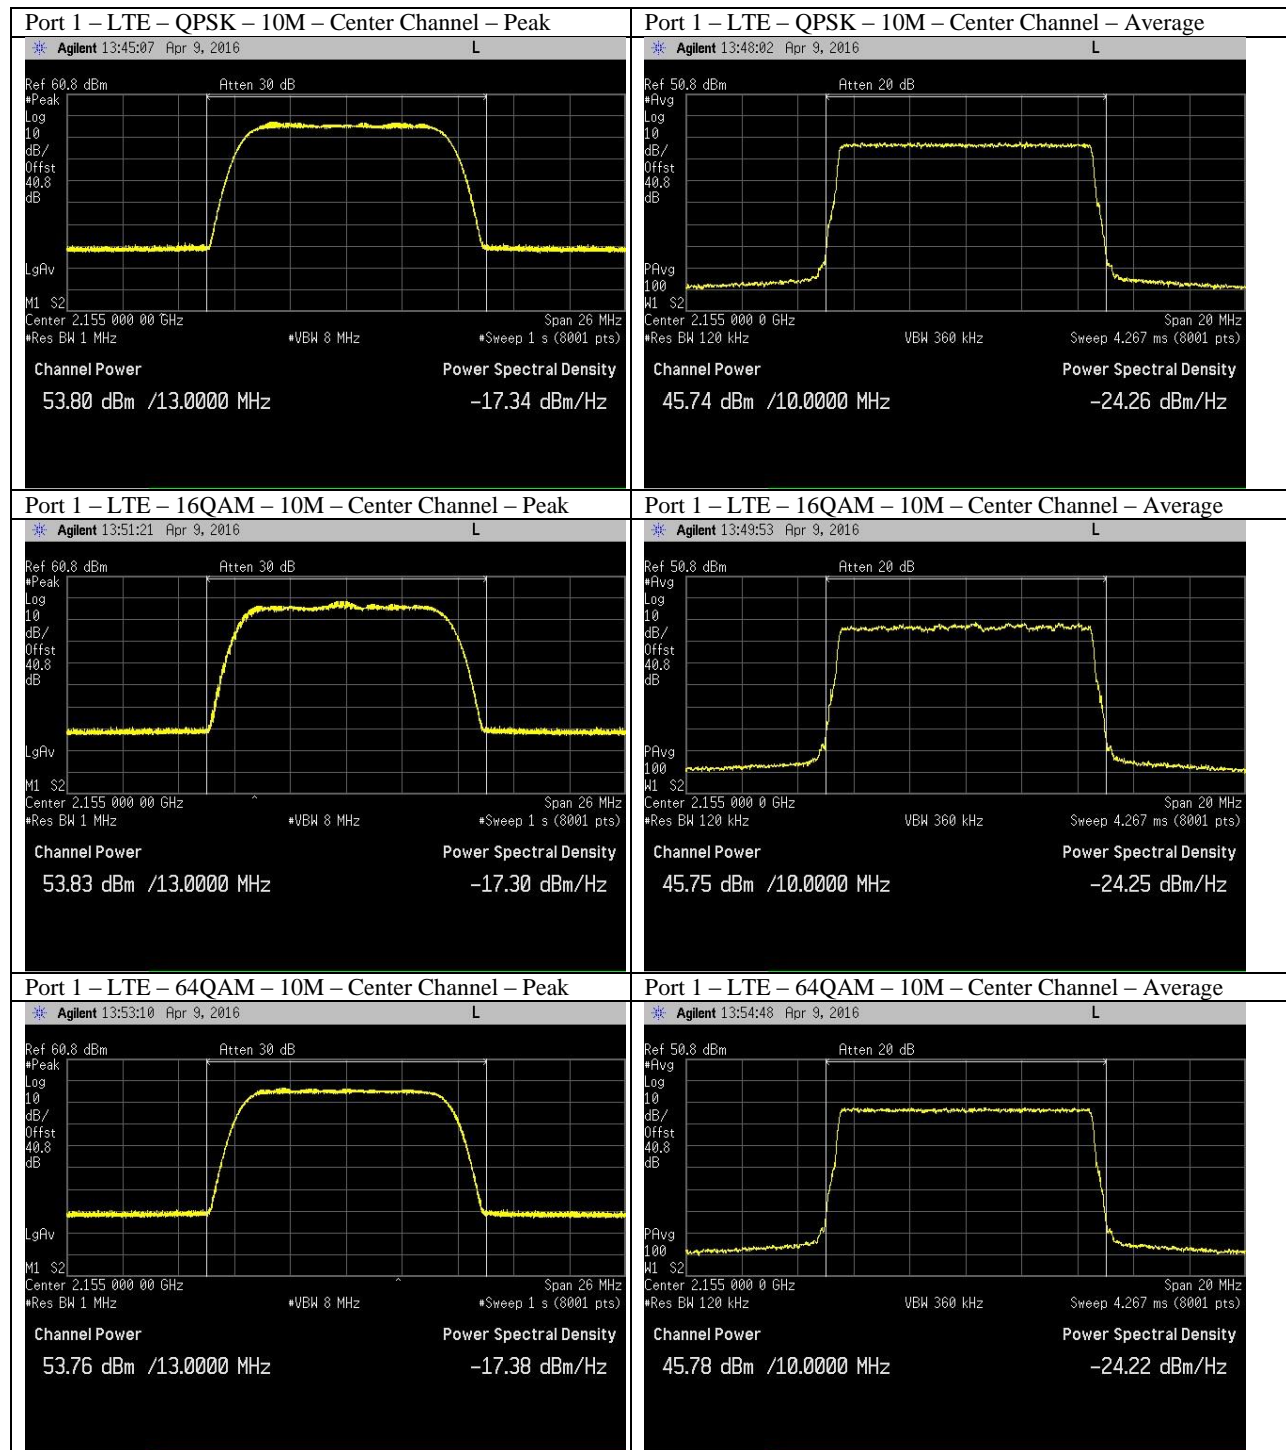 Port 1 – LTE – QPSK – 10M – Center Channel – Peak
Agilent 13:45:07 Apr 9, 2016 L
Ref 60.8 dBm Atten 30 dB
#Peak
Log
10
dB/
Offst
40.8
dB
LgAv
M1 S2
Center 2.155 000 00 GHz Span 26 MHz
#Res BW 1 MHz #VBW 8 MHz #Sweep 1 s (8001 pts)
Channel Power Power Spectral Density
53.80 dBm /13.0000 MHz -17.34 dBm/Hz
Port 1 – LTE – QPSK – 10M – Center Channel – Average
Agilent 13:48:02 Apr 9, 2016 L
Ref 50.8 dBm Atten 20 dB
#Avg
Log
10
dB/
Offst
40.8
dB
PAvg
100
W1 S2
Center 2.155 000 0 GHz Span 20 MHz
#Res BW 120 kHz VBW 360 kHz Sweep 4.267 ms (8001 pts)
Channel Power Power Spectral Density
45.74 dBm /10.0000 MHz -24.26 dBm/Hz
Port 1 – LTE – 16QAM – 10M – Center Channel – Peak
Agilent 13:51:21 Apr 9, 2016 L
Ref 60.8 dBm Atten 30 dB
#Peak
Log
10
dB/
Offst
40.8
dB
LgAv
M1 S2
Center 2.155 000 00 GHz Span 26 MHz
#Res BW 1 MHz #VBW 8 MHz #Sweep 1 s (8001 pts)
Channel Power Power Spectral Density
53.83 dBm /13.0000 MHz -17.30 dBm/Hz
Port 1 – LTE – 16QAM – 10M – Center Channel – Average
Agilent 13:49:53 Apr 9, 2016 L
Ref 50.8 dBm Atten 20 dB
#Avg
Log
10
dB/
Offst
40.8
dB
PAvg
100
W1 S2
Center 2.155 000 0 GHz Span 20 MHz
#Res BW 120 kHz VBW 360 kHz Sweep 4.267 ms (8001 pts)
Channel Power Power Spectral Density
45.75 dBm /10.0000 MHz -24.25 dBm/Hz
Port 1 – LTE – 64QAM – 10M – Center Channel – Peak
Agilent 13:53:10 Apr 9, 2016 L
Ref 60.8 dBm Atten 30 dB
#Peak
Log
10
dB/
Offst
40.8
dB
LgAv
M1 S2
Center 2.155 000 00 GHz Span 26 MHz
#Res BW 1 MHz #VBW 8 MHz #Sweep 1 s (8001 pts)
Channel Power Power Spectral Density
53.76 dBm /13.0000 MHz -17.38 dBm/Hz
Port 1 – LTE – 64QAM – 10M – Center Channel – Average
Agilent 13:54:48 Apr 9, 2016 L
Ref 50.8 dBm Atten 20 dB
#Avg
Log
10
dB/
Offst
40.8
dB
PAvg
100
W1 S2
Center 2.155 000 0 GHz Span 20 MHz
#Res BW 120 kHz VBW 360 kHz Sweep 4.267 ms (8001 pts)
Channel Power Power Spectral Density
45.78 dBm /10.0000 MHz -24.22 dBm/Hz